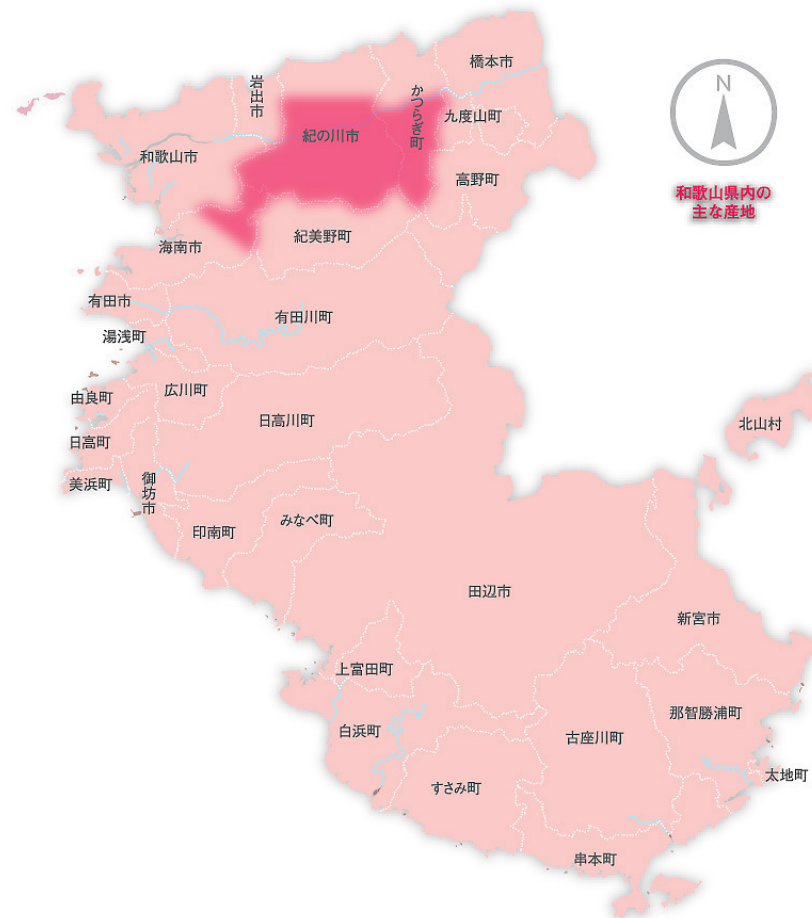 橋本市
岩出市
かつらぎ町
N
九度山町
紀の川市
和歌山市
高野町
和歌山県内の
主な産地
紀美野町
海南市
有田市
有田川町
湯浅町
広川町
由良町
日高川町
北山村
日高町
美浜町
御坊市
みなべ町
印南町
田辺市
新宮市
上富田町
那智勝浦町
白浜町
古座川町
太地町
すさみ町
串本町